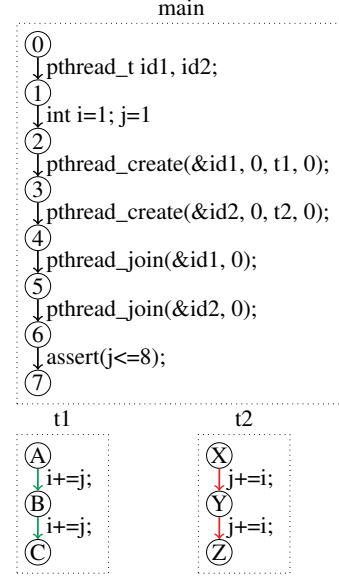 main
0
pthread_t id1, id2;
1
int i=1; j=1
2
pthread_create(&id1, 0, t1, 0);
3
pthread_create(&id2, 0, t2, 0);
4
pthread_join(&id1, 0);
5
pthread_join(&id2, 0);
6
assert(j<=8);
7
t1
A
i+=j;
B
i+=j;
C
t2
X
j+=i;
Y
j+=i;
Z